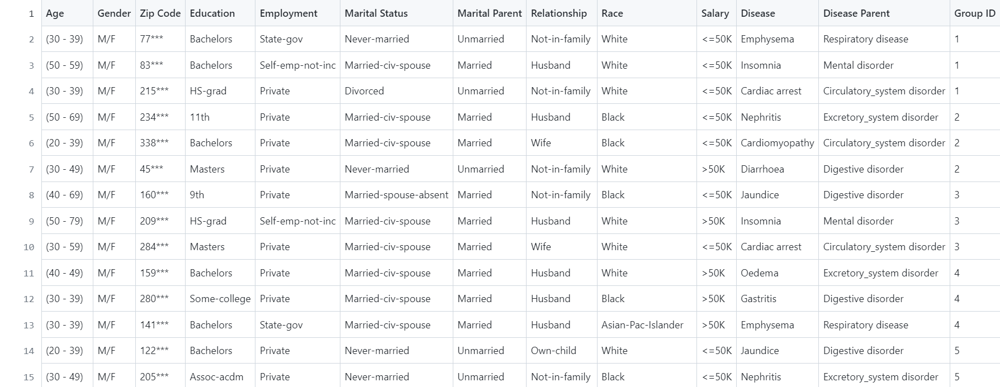 1 Age Gender Zip Code Education Employment Marital Status Marital Parent Relationship Race Salary Disease Disease Parent Group ID
2 (30 - 39) M/F 77*** Bachelors State-gov Never-married Unmarried Not-in-family White <=50K Emphysema Respiratory disease 1
3 (50 - 59) M/F 83*** Bachelors Self-emp-not-inc Married-civ-spouse Married Husband White <=50K Insomnia Mental disorder 1
4 (30 - 39) M/F 215*** HS-grad Private Divorced Unmarried Not-in-family White <=50K Cardiac arrest Circulatory_system disorder 1
5 (50 - 69) M/F 234*** 11th Private Married-civ-spouse Married Husband Black <=50K Nephritis Excretory_system disorder 2
6 (20 - 39) M/F 338*** Bachelors Private Married-civ-spouse Married Wife Black <=50K Cardiomyopathy Circulatory_system disorder 2
7 (30 - 49) M/F 45*** Masters Private Never-married Unmarried Not-in-family White >50K Diarrhoea Digestive disorder 2
8 (40 - 69) M/F 160*** 9th Private Married-spouse-absent Married Not-in-family Black <=50K Jaundice Digestive disorder 3
9 (50 - 79) M/F 209*** HS-grad Self-emp-not-inc Married-civ-spouse Married Husband White >50K Insomnia Mental disorder 3
10 (30 - 59) M/F 284*** Masters Private Married-civ-spouse Married Wife White <=50K Cardiac arrest Circulatory_system disorder 3
11 (40 - 49) M/F 159*** Bachelors Private Married-civ-spouse Married Husband White >50K Oedema Excretory_system disorder 4
12 (30 - 39) M/F 280*** Some-college Private Married-civ-spouse Married Husband Black >50K Gastritis Digestive disorder 4
13 (30 - 39) M/F 141*** Bachelors State-gov Married-civ-spouse Married Husband Asian-Pac-Islander >50K Emphysema Respiratory disease 4
14 (20 - 39) M/F 122*** Bachelors Private Never-married Unmarried Own-child White <=50K Jaundice Digestive disorder 5
15 (30 - 49) M/F 205*** Assoc-acdm Private Never-married Unmarried Not-in-family Black <=50K Nephritis Excretory_system disorder 5